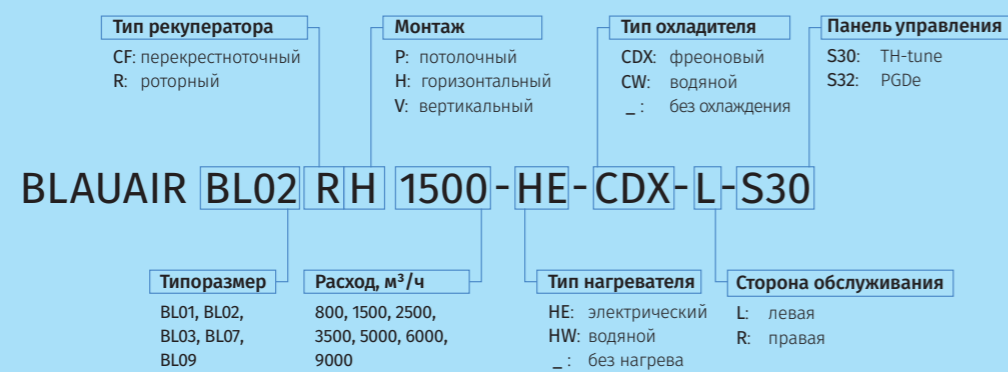 Тип рекуператора
CF: перекрестноточный
R: роторный
Монтаж
P: потолочный
H: горизонтальный
V: вертикальный
Тип охладителя
CDX: фреоновый
CW: водяной
_ : без охлаждения
Панель управления
S30: TH-tune
S32: PGDe
BLAUAIR BL02 R H 1500-HE-CDX-L-S30
Типоразмер
BL01, BL02,
BL03, BL07,
BL09
Расход, м³/ч
800, 1500, 2500,
3500, 5000, 6000,
9000
Тип нагревателя
HE: электрический
HW: водяной
_ : без нагрева
Сторона обслуживания
L: левая
R: правая